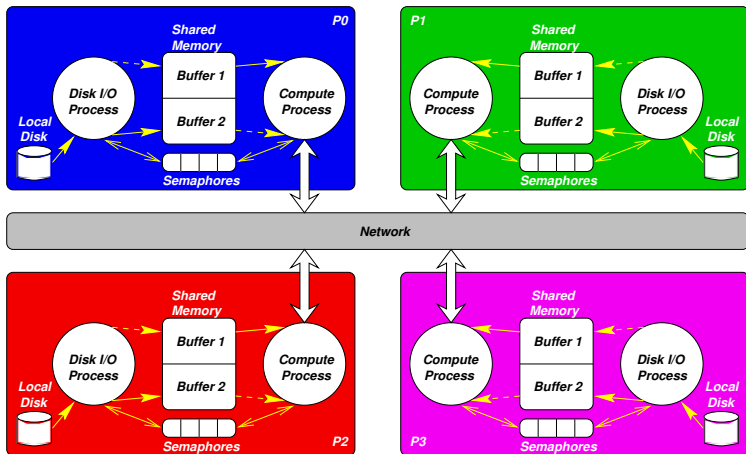 P0
Shared
Memory
Buffer 1
Buffer 2
Disk I/O
Process
Compute
Process
Local
Disk
Semaphores
P1
Shared
Memory
Buffer 1
Buffer 2
Compute
Process
Disk I/O
Process
Local
Disk
Semaphores
Network
Shared
Memory
Buffer 1
Buffer 2
Disk I/O
Process
Compute
Process
Local
Disk
Semaphores
P2
Shared
Memory
Buffer 1
Buffer 2
Compute
Process
Disk I/O
Process
Local
Disk
Semaphores
P3